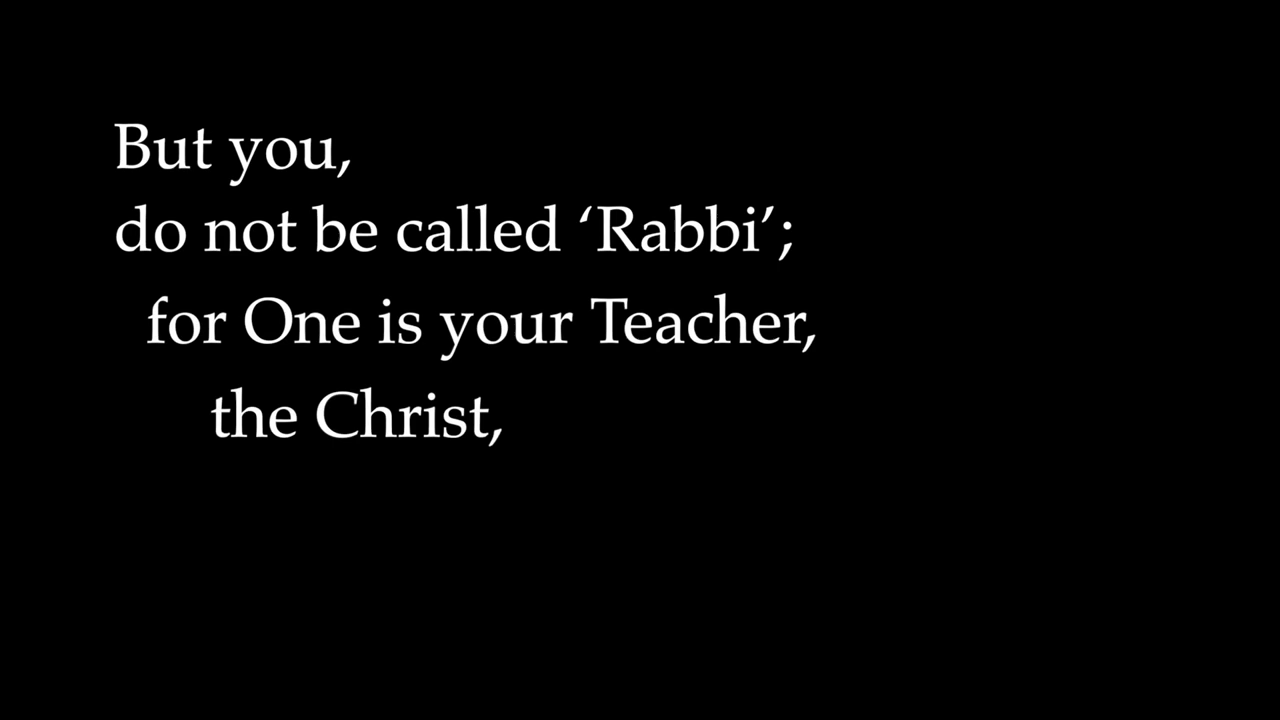 But you,
do not be called ‘Rabbi’;
for One is your Teacher,
the Christ,